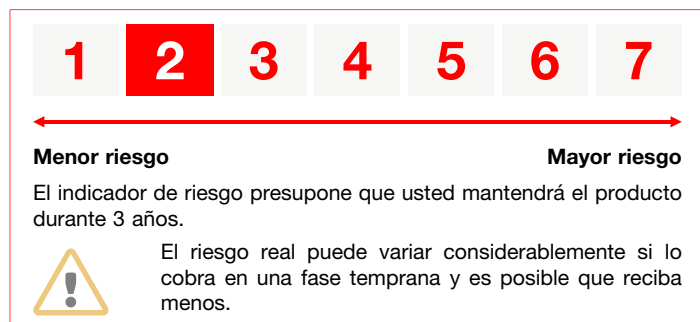 1 2 3 4 5 6 7
Menor riesgo Mayor riesgo
El indicador de riesgo presupone que usted mantendrá el producto
durante 3 años.
El riesgo real puede variar considerablemente si lo
cobra en una fase temprana y es posible que reciba
menos.